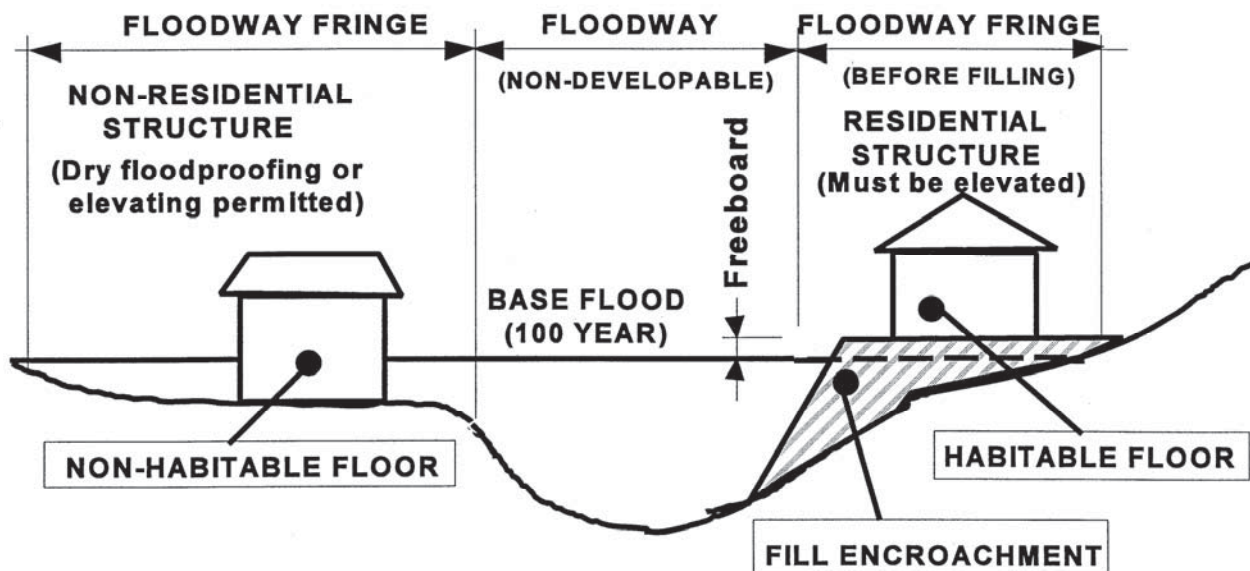 FLOODWAY FRINGE
NON-RESIDENTIAL
STRUCTURE
(Dry floodproofing or
elevating permitted)
FLOODWAY
(NON-DEVELOPABLE)
FLOODWAY FRINGE
(BEFORE FILLING)
RESIDENTIAL
STRUCTURE
(Must be elevated)
Freeboard
BASE FLOOD
(100 YEAR)
NON-HABITABLE FLOOR
HABITABLE FLOOR
FILL ENCROACHMENT